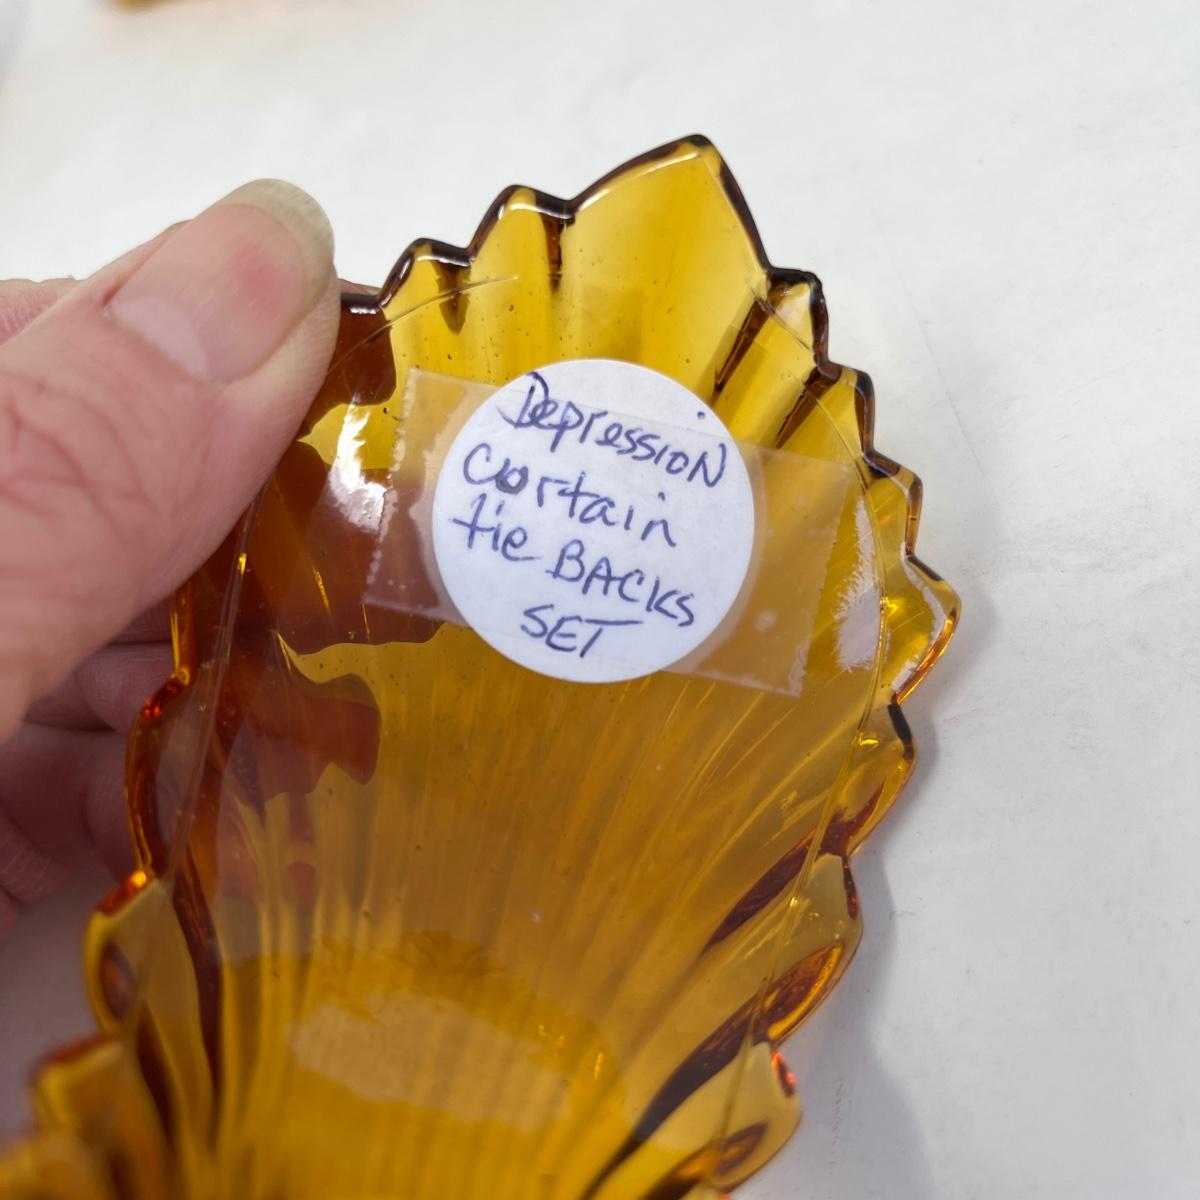 Depression
Curtain
tie BACKS
SET